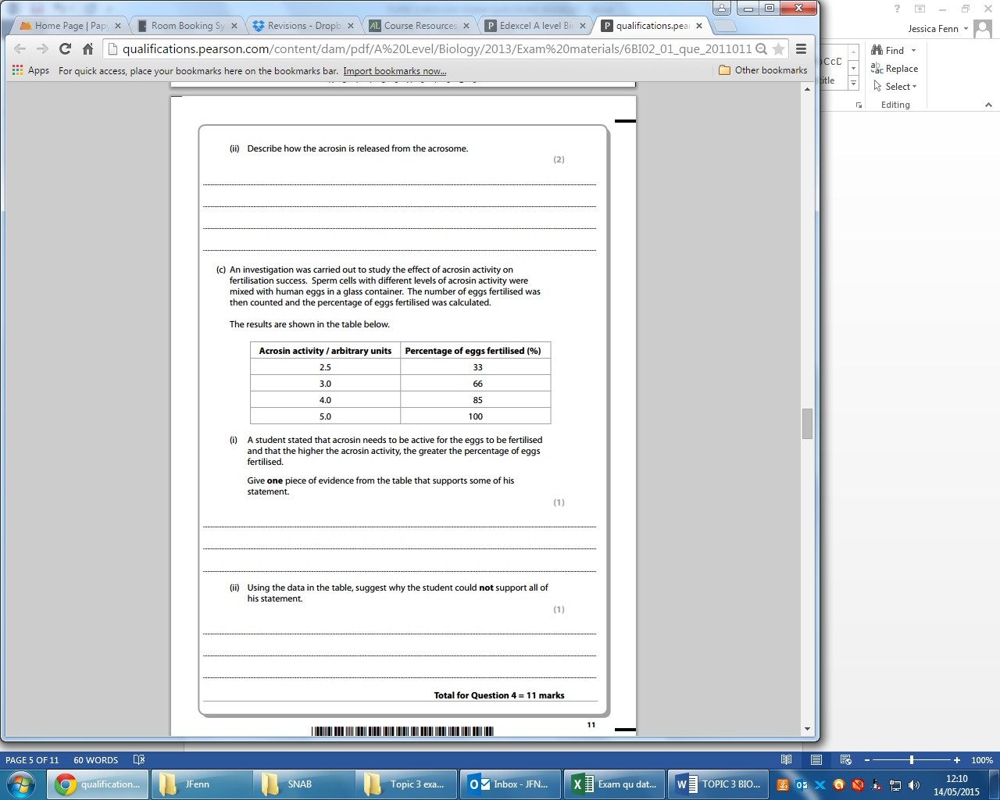 Home Page | Pap
Room Booking Sy
Revisions - Dropb
Course Resources
Edexcel A level Bi
qualifications.pear
Jessica Fenn
qualifications.pearson.com/content/dam/pdf/A%20Level/Biology/2013/Exam%20materials/6BI02_01_que_2011011
Find
Apps
For quick access, place your bookmarks here on the bookmarks bar. Import bookmarks now...
Other bookmarks
Replace
Select
Editing
(ii) Describe how the acrosin is released from the acrosome.
(2)
(c) An investigation was carried out to study the effect of acrosin activity on
fertilisation success. Sperm cells with different levels of acrosin activity were
mixed with human eggs in a glass container. The number of eggs fertilised was
then counted and the percentage of eggs fertilised was calculated.
The results are shown in the table below.
Acrosin activity / arbitrary units Percentage of eggs fertilised (%)
2.5 33
3.0 66
4.0 85
5.0 100
(i) A student stated that acrosin needs to be active for the eggs to be fertilised
and that the higher the acrosin activity, the greater the percentage of eggs
fertilised.
Give one piece of evidence from the table that supports some of his
statement.
(1)
(ii) Using the data in the table, suggest why the student could not support all of
his statement.
(1)
Total for Question 4 = 11 marks
11
PAGE 5 OF 11 60 WORDS
100%
qualification...
JFenn
SNAB
Topic 3 exa...
Inbox - JFN...
Exam qu dat...
TOPIC 3 BIO...
12:10
14/05/2015